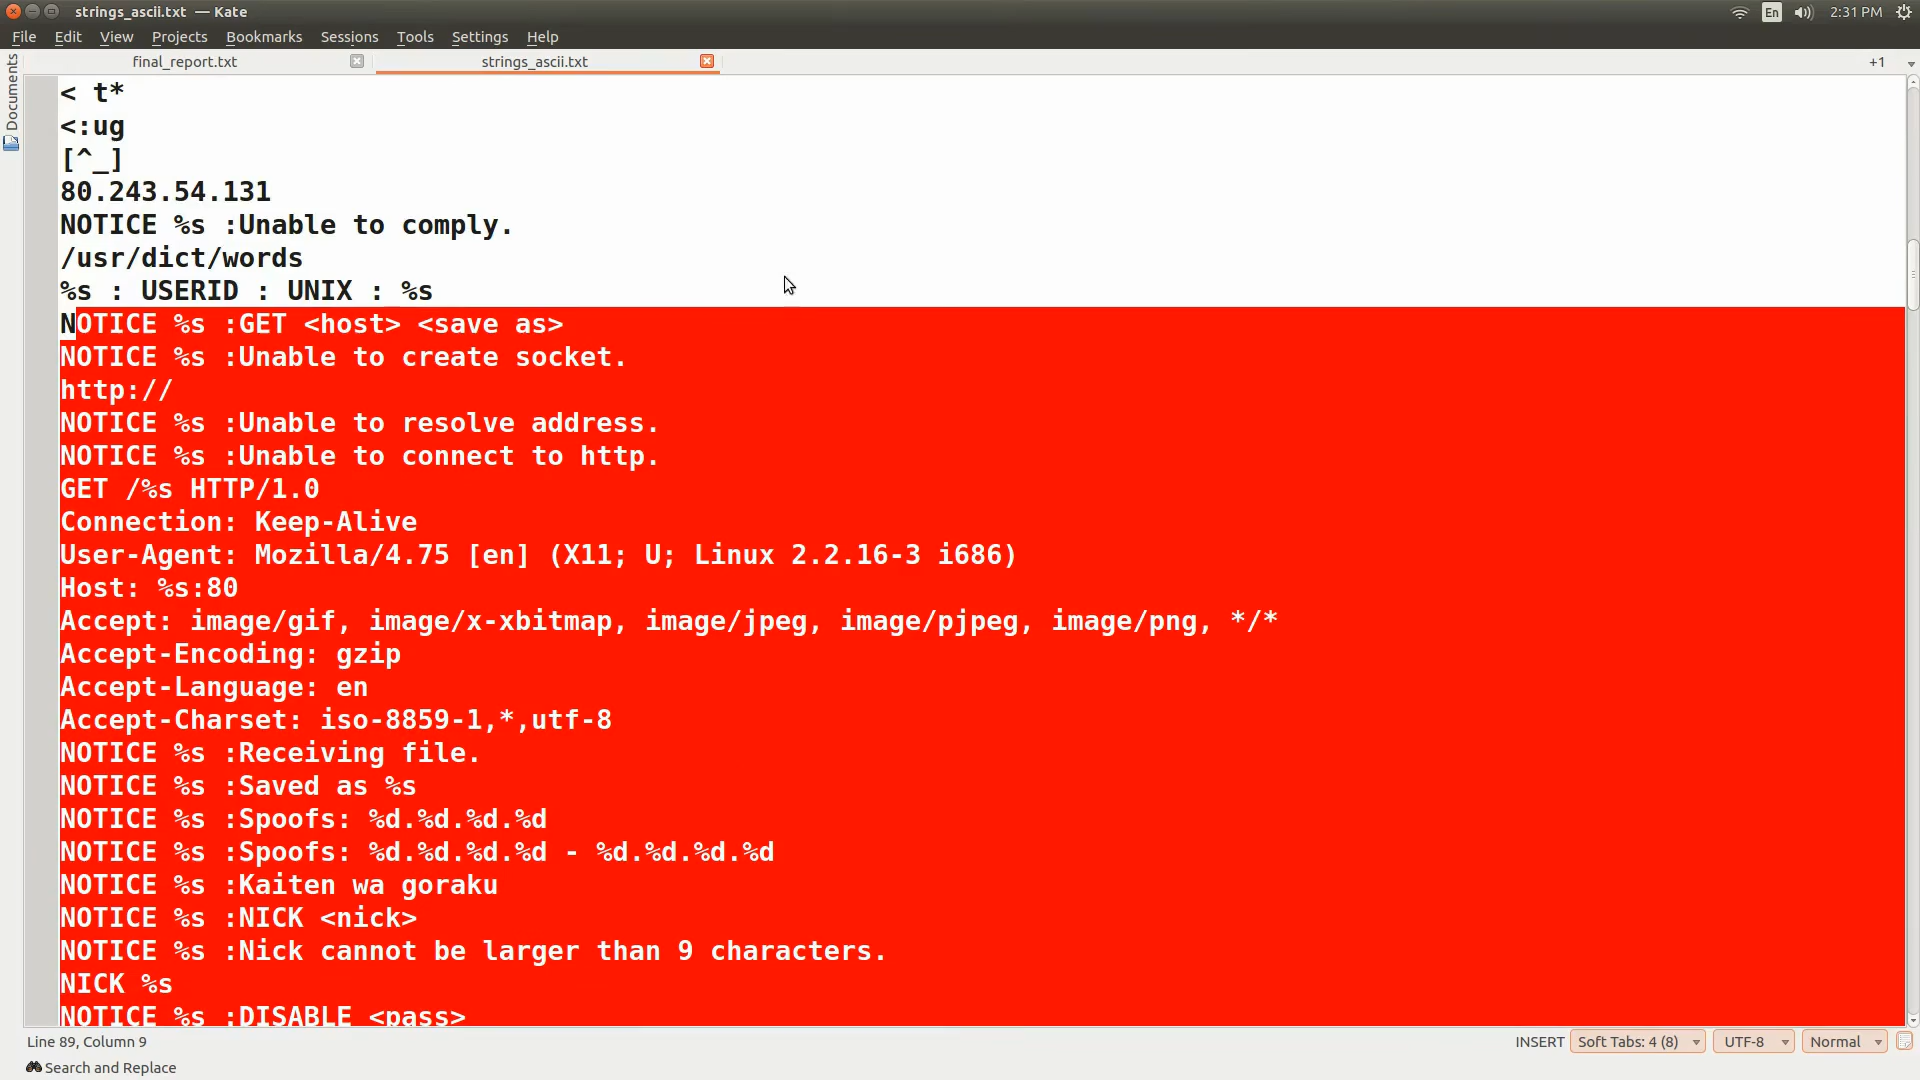 strings_ascii.txt — Kate
En
2:31 PM
File Edit View Projects Bookmarks Sessions Tools Settings Help
Documents
final_report.txt
strings_ascii.txt
+1
< t*
<:ug
[^_]
80.243.54.131
NOTICE %s :Unable to comply.
/usr/dict/words
%s : USERID : UNIX : %s
NOTICE %s :GET <host> <save as>
NOTICE %s :Unable to create socket.
http://
NOTICE %s :Unable to resolve address.
NOTICE %s :Unable to connect to http.
GET /%s HTTP/1.0
Connection: Keep-Alive
User-Agent: Mozilla/4.75 [en] (X11; U; Linux 2.2.16-3 i686)
Host: %s:80
Accept: image/gif, image/x-xbitmap, image/jpeg, image/pjpeg, image/png, */*
Accept-Encoding: gzip
Accept-Language: en
Accept-Charset: iso-8859-1,*,utf-8
NOTICE %s :Receiving file.
NOTICE %s :Saved as %s
NOTICE %s :Spoofs: %d.%d.%d.%d
NOTICE %s :Spoofs: %d.%d.%d.%d - %d.%d.%d.%d
NOTICE %s :Kaiten wa goraku
NOTICE %s :NICK <nick>
NOTICE %s :Nick cannot be larger than 9 characters.
NICK %s
NOTICE %s :DISABLE <pass>
Line 89, Column 9
INSERT
Soft Tabs: 4 (8)
UTF-8
Normal
Search and Replace